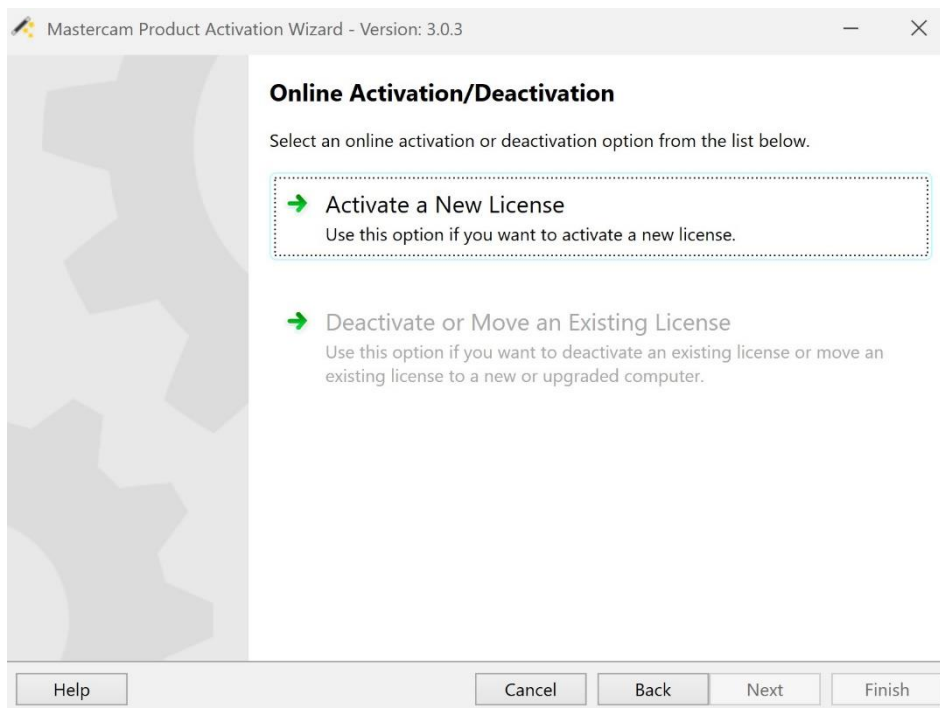 Mastercam Product Activation Wizard - Version: 3.0.3
Online Activation/Deactivation
Select an online activation or deactivation option from the list below.
Activate a New License
Use this option if you want to activate a new license.
Deactivate or Move an Existing License
Use this option if you want to deactivate an existing license or move an
existing license to a new or upgraded computer.
Help Cancel Back Next Finish